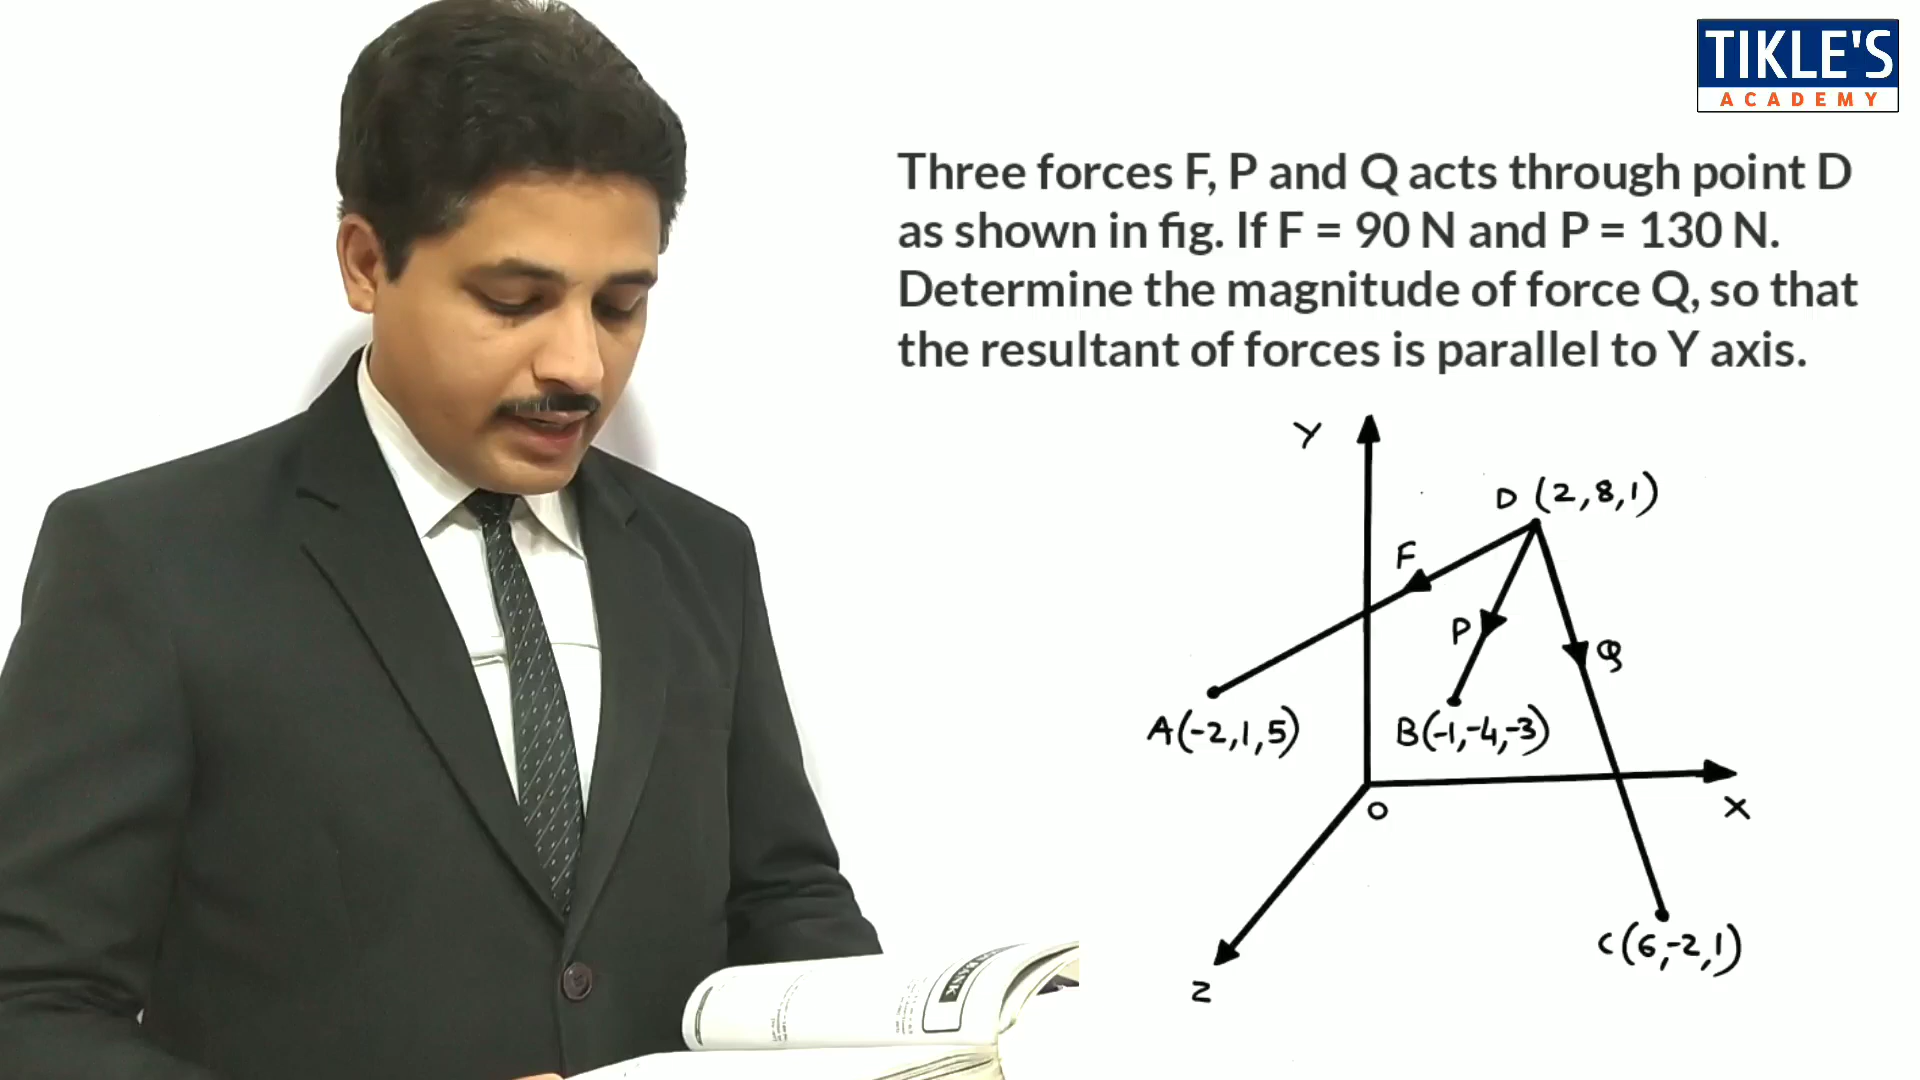 TIKLE'S
ACADEMY
Three forces F, P and Q acts through point D
as shown in fig. If F = 90 N and P = 130 N.
Determine the magnitude of force Q, so that
the resultant of forces is parallel to Y axis.
Y
D (2,8,1)
F
P
Q
A(-2,1,5)
B(-1,-4,-3)
O
X
C(6,-2,1)
Z
BANK